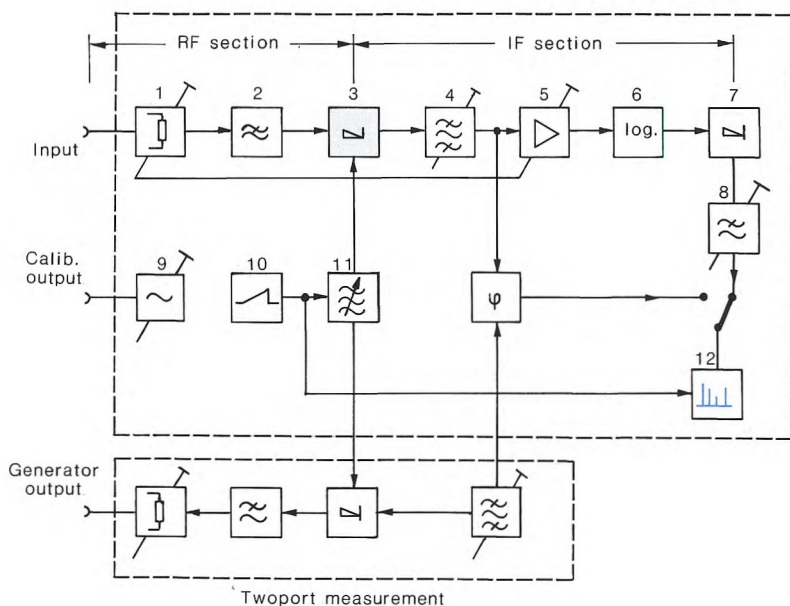 RF section
IF section
1
2
3
4
5
6
7
log.
Input
8
Calib.
output
9
10
11
φ
12
Generator
output
Twoport measurement